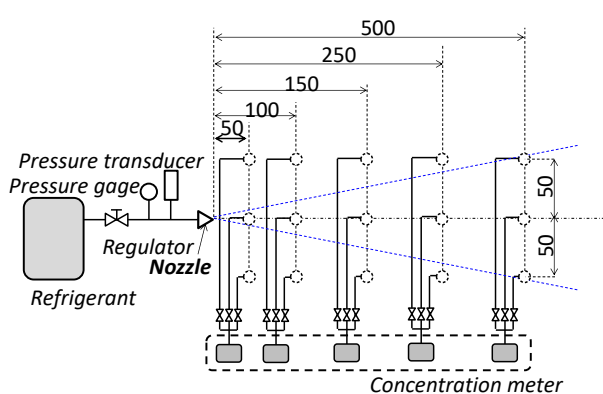 500
250
150
100
50
Pressure transducer
Pressure gage
50
50
Regulator
Nozzle
Refrigerant
Concentration meter